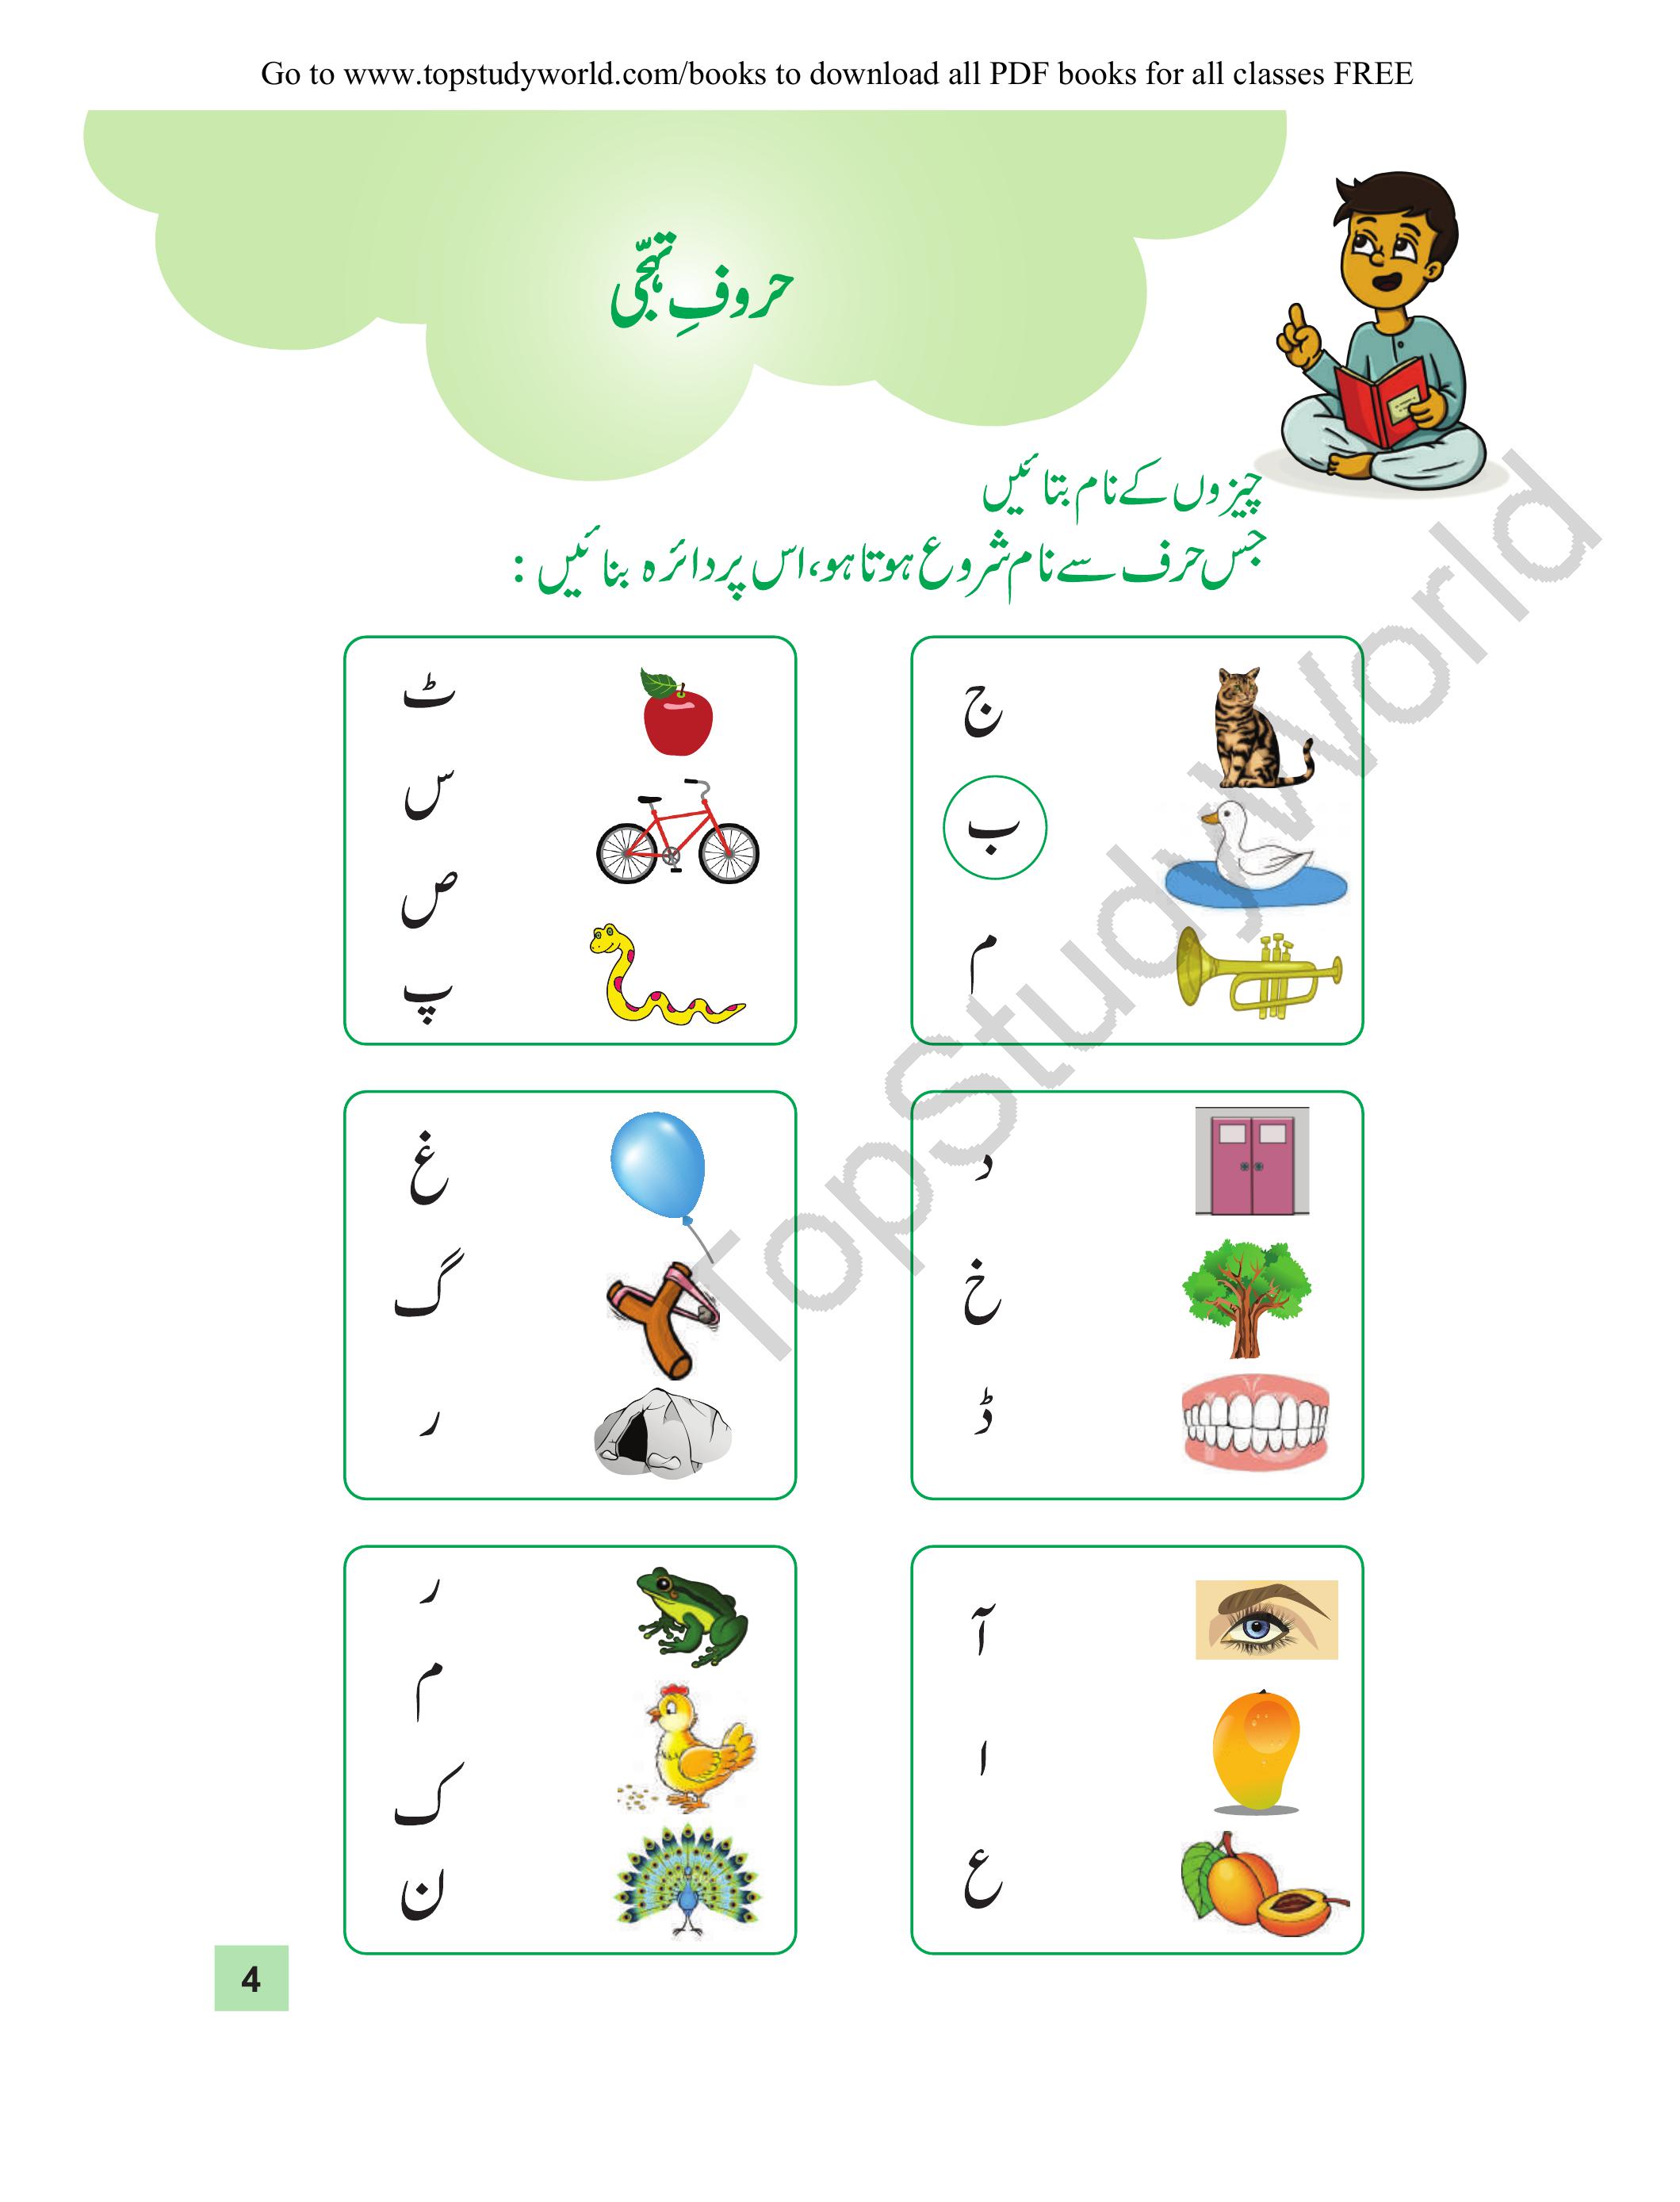 Go to www.topstudyworld.com/books to download all PDF books for all classes FREE
حروفِ تہجّی
چیزوں کے نام بتائیں
جس حرف سے نام شروع ہوتا ہو، اس پر دائرہ بنائیں :
ج
ب
م
ٹ
س
ص
پ
د
خ
ڈ
غ
گ
ر
آ
ا
ع
ر
م
ک
ن
4
TopStudyWorld